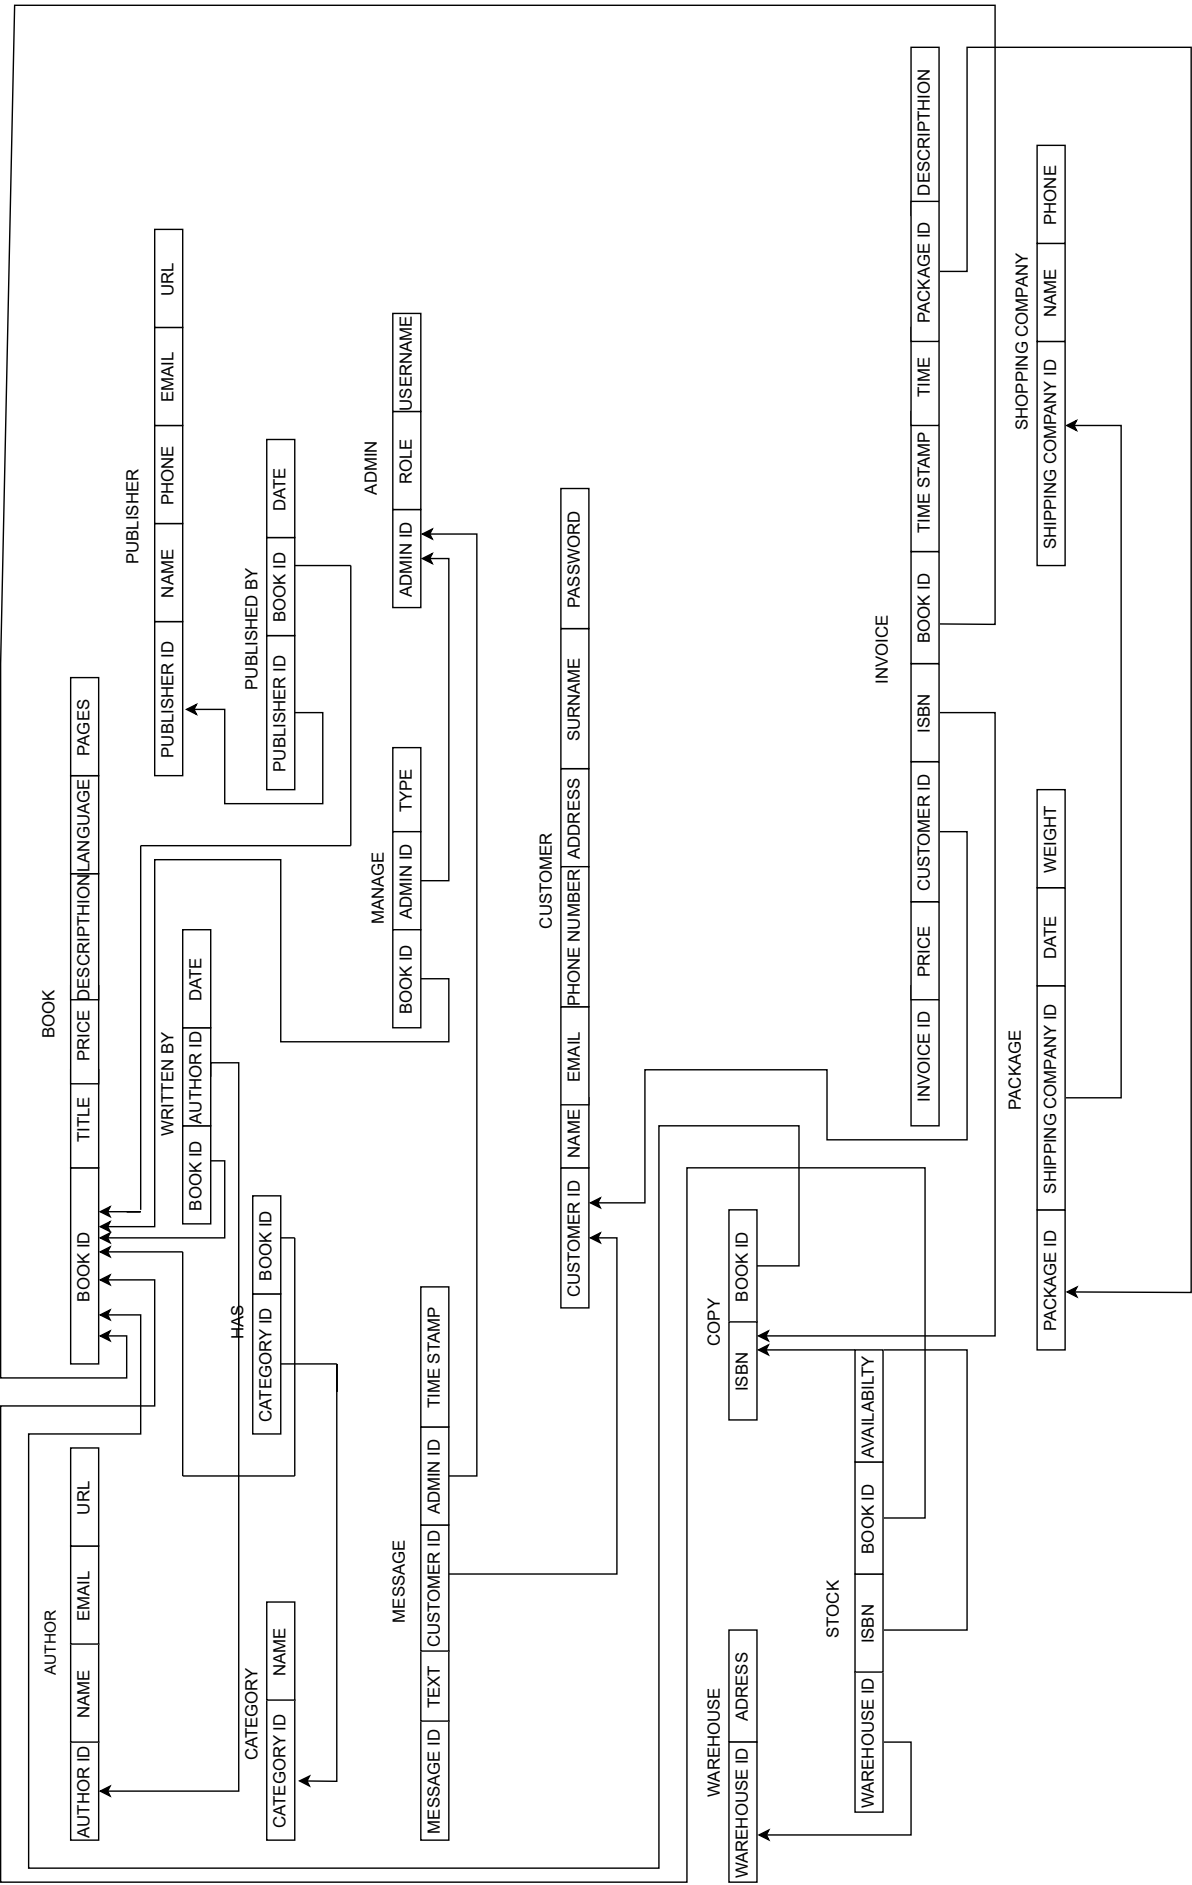 AUTHOR
AUTHOR ID NAME EMAIL URL
BOOK
BOOK ID TITLE PRICE DESCRIPTHION LANGUAGE PAGES
PUBLISHER
PUBLISHER ID NAME PHONE EMAIL URL
WRITTEN BY
BOOK ID AUTHOR ID DATE
HAS
CATEGORY ID BOOK ID
PUBLISHED BY
PUBLISHER ID BOOK ID DATE
CATEGORY
CATEGORY ID NAME
MANAGE
BOOK ID ADMIN ID TYPE
ADMIN
ADMIN ID ROLE USERNAME
MESSAGE
MESSAGE ID TEXT CUSTOMER ID ADMIN ID TIME STAMP
CUSTOMER
CUSTOMER ID NAME EMAIL PHONE NUMBER ADDRESS SURNAME PASSWORD
WAREHOUSE
WAREHOUSE ID ADRESS
COPY
ISBN BOOK ID
STOCK
WAREHOUSE ID ISBN BOOK ID AVAILABILTY
INVOICE
INVOICE ID PRICE CUSTOMER ID ISBN BOOK ID TIME STAMP TIME PACKAGE ID DESCRIPTHION
PACKAGE
PACKAGE ID SHIPPING COMPANY ID DATE WEIGHT
SHOPPING COMPANY
SHIPPING COMPANY ID NAME PHONE